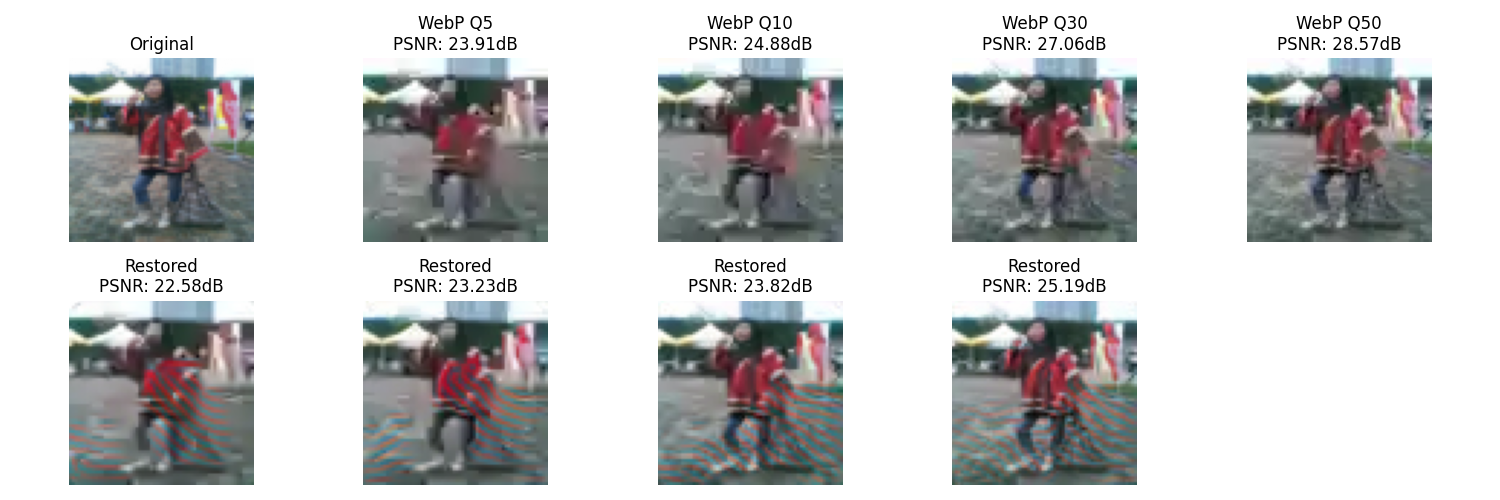 Original
WebP Q5
PSNR: 23.91dB
WebP Q10
PSNR: 24.88dB
WebP Q30
PSNR: 27.06dB
WebP Q50
PSNR: 28.57dB
Restored
PSNR: 22.58dB
Restored
PSNR: 23.23dB
Restored
PSNR: 23.82dB
Restored
PSNR: 25.19dB